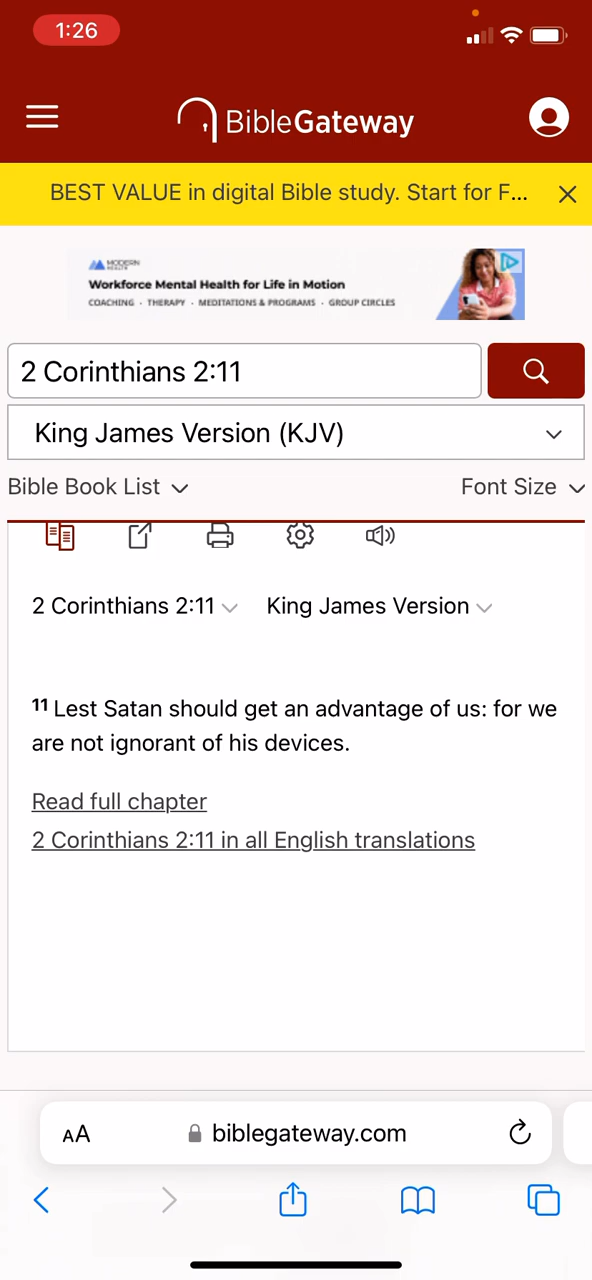 1:26
BibleGateway
BEST VALUE in digital Bible study. Start for F...
MODERN
HEALTH
Workforce Mental Health for Life in Motion
COACHING · THERAPY · MEDITATIONS & PROGRAMS · GROUP CIRCLES
2 Corinthians 2:11
King James Version (KJV)
Bible Book List Font Size
2 Corinthians 2:11 King James Version
11 Lest Satan should get an advantage of us: for we
are not ignorant of his devices.
Read full chapter
2 Corinthians 2:11 in all English translations
AA biblegateway.com